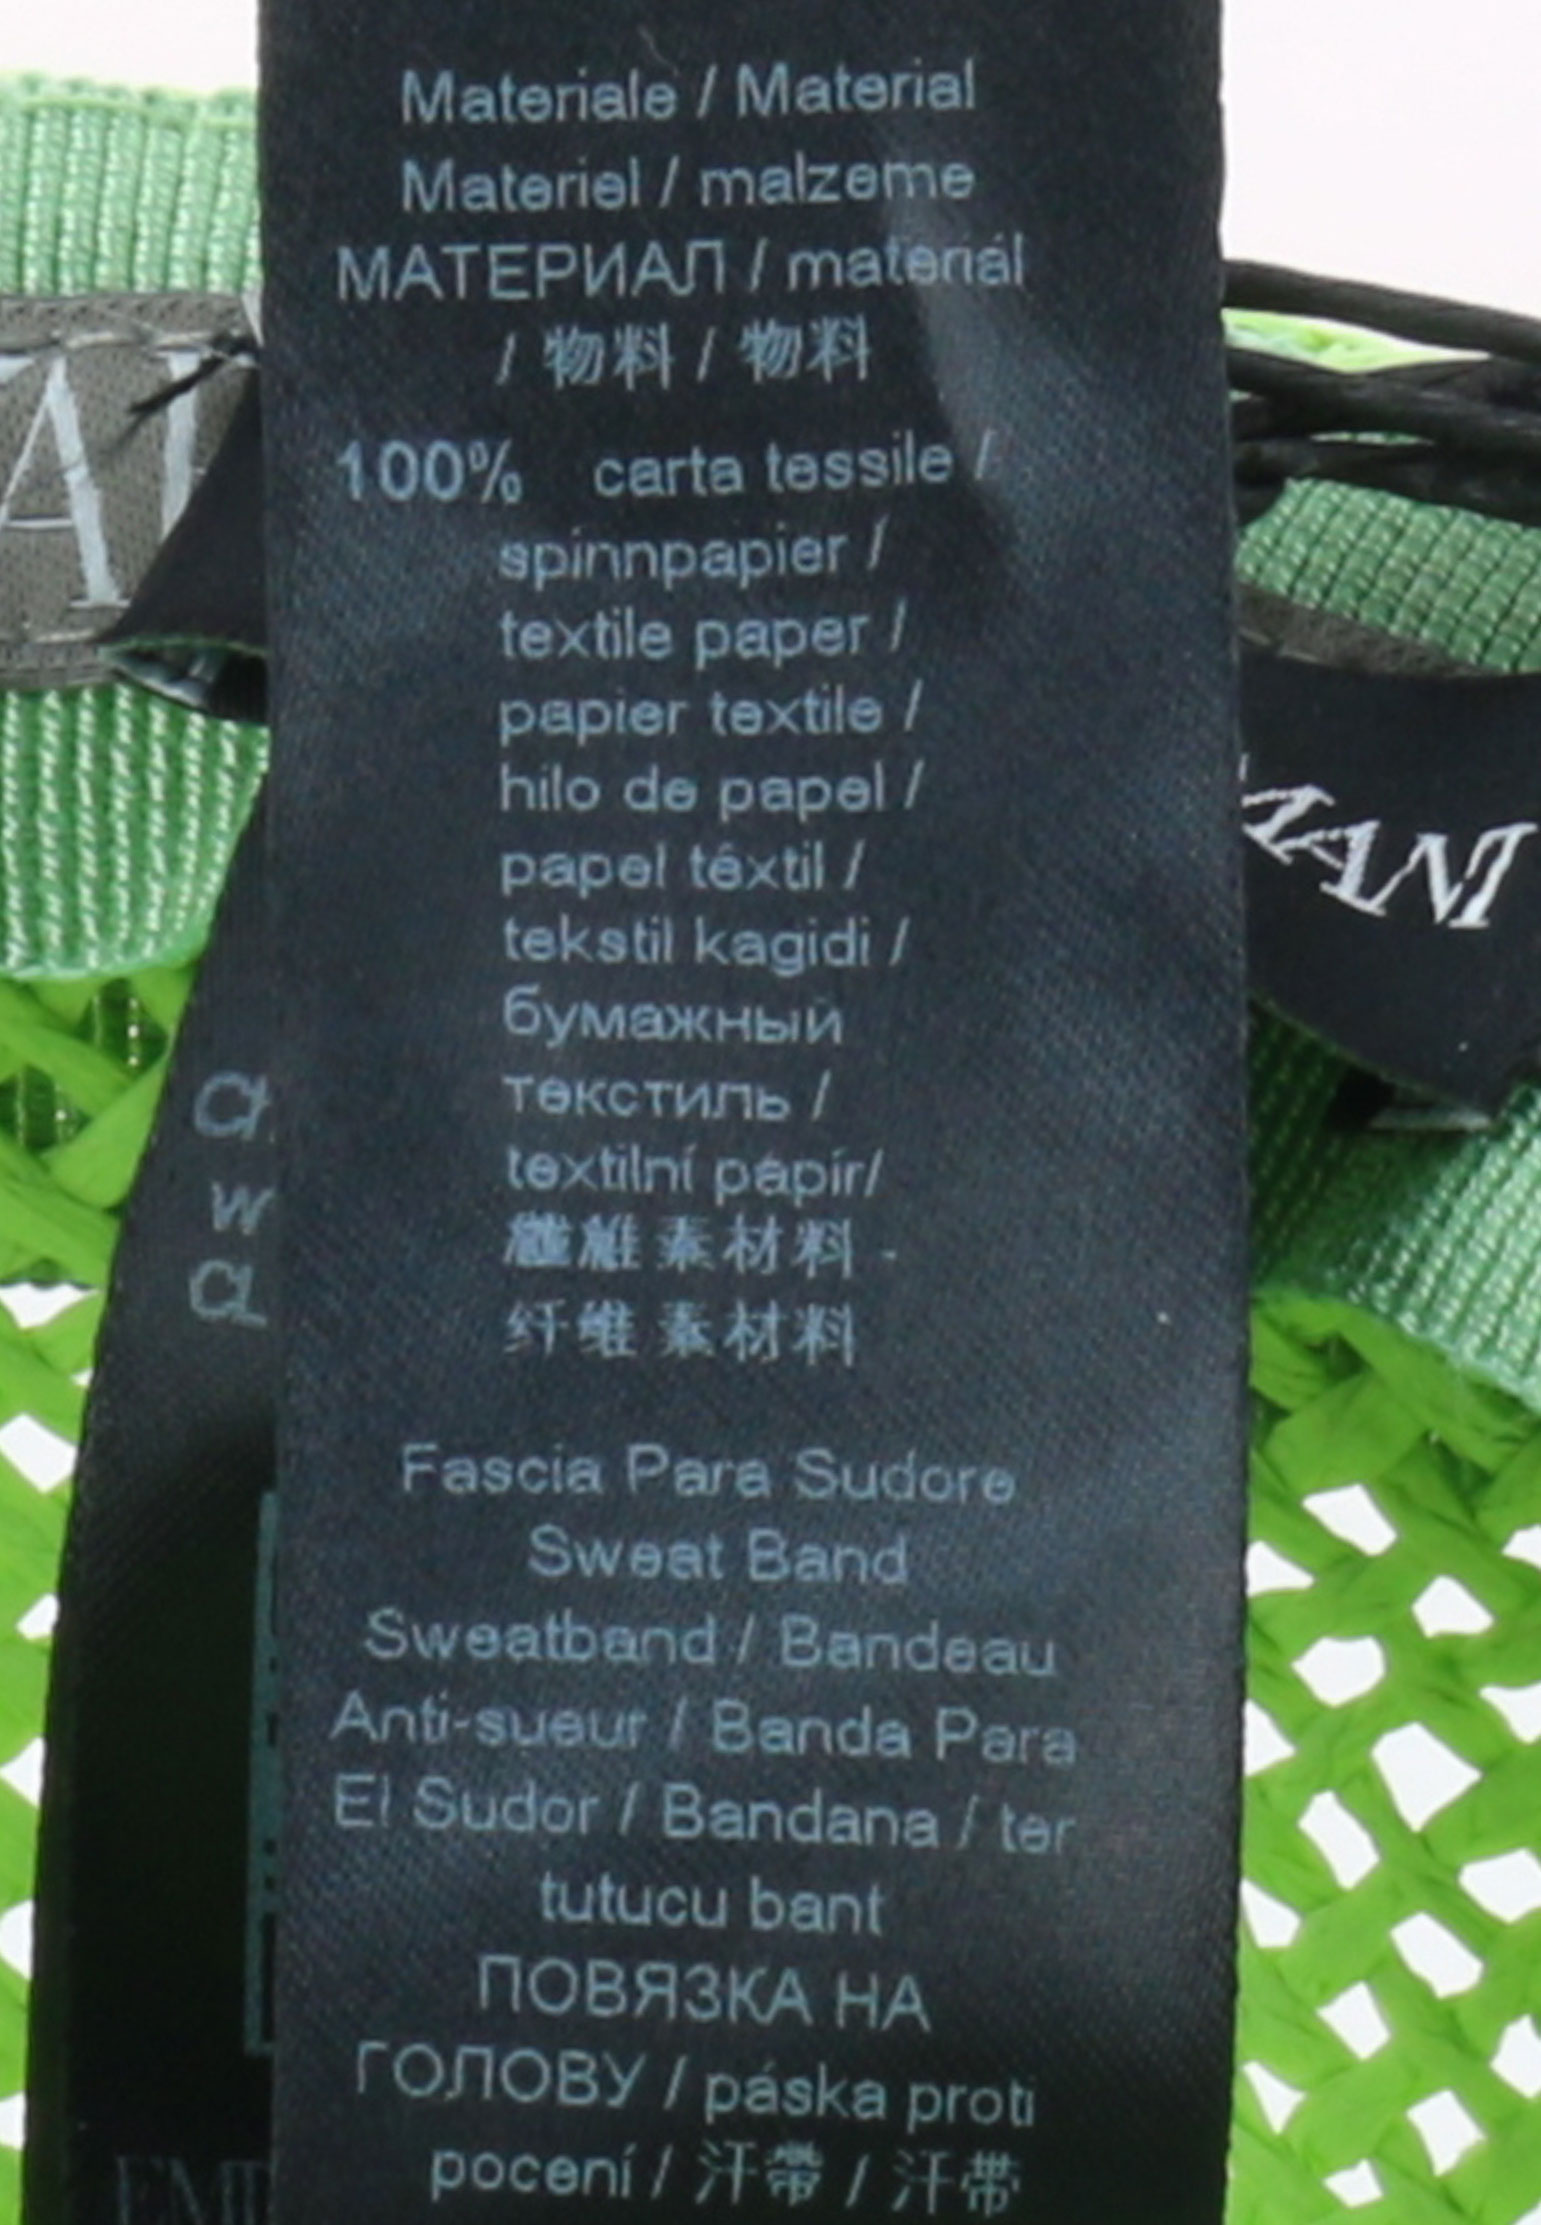 Materiale / Material
Materiel / malzeme
МАТЕРИАЛ / materiál
/ 物料 / 物料
100% carta tessile /
spinnpapier /
textile paper /
papier textile /
hilo de papel /
papel téxtil /
tekstil kagidi /
бумажный
текстиль /
textilní papír/
纖維素材料 -
纤维素材料
Fascia Para Sudore
Sweat Band
Sweatband / Bandeau
Anti-sueur / Banda Para
El Sudor / Bandana / ter
tutucu bant
ПОВЯЗКА НА
ГОЛОВУ / páska proti
pocení / 汗帶 / 汗带